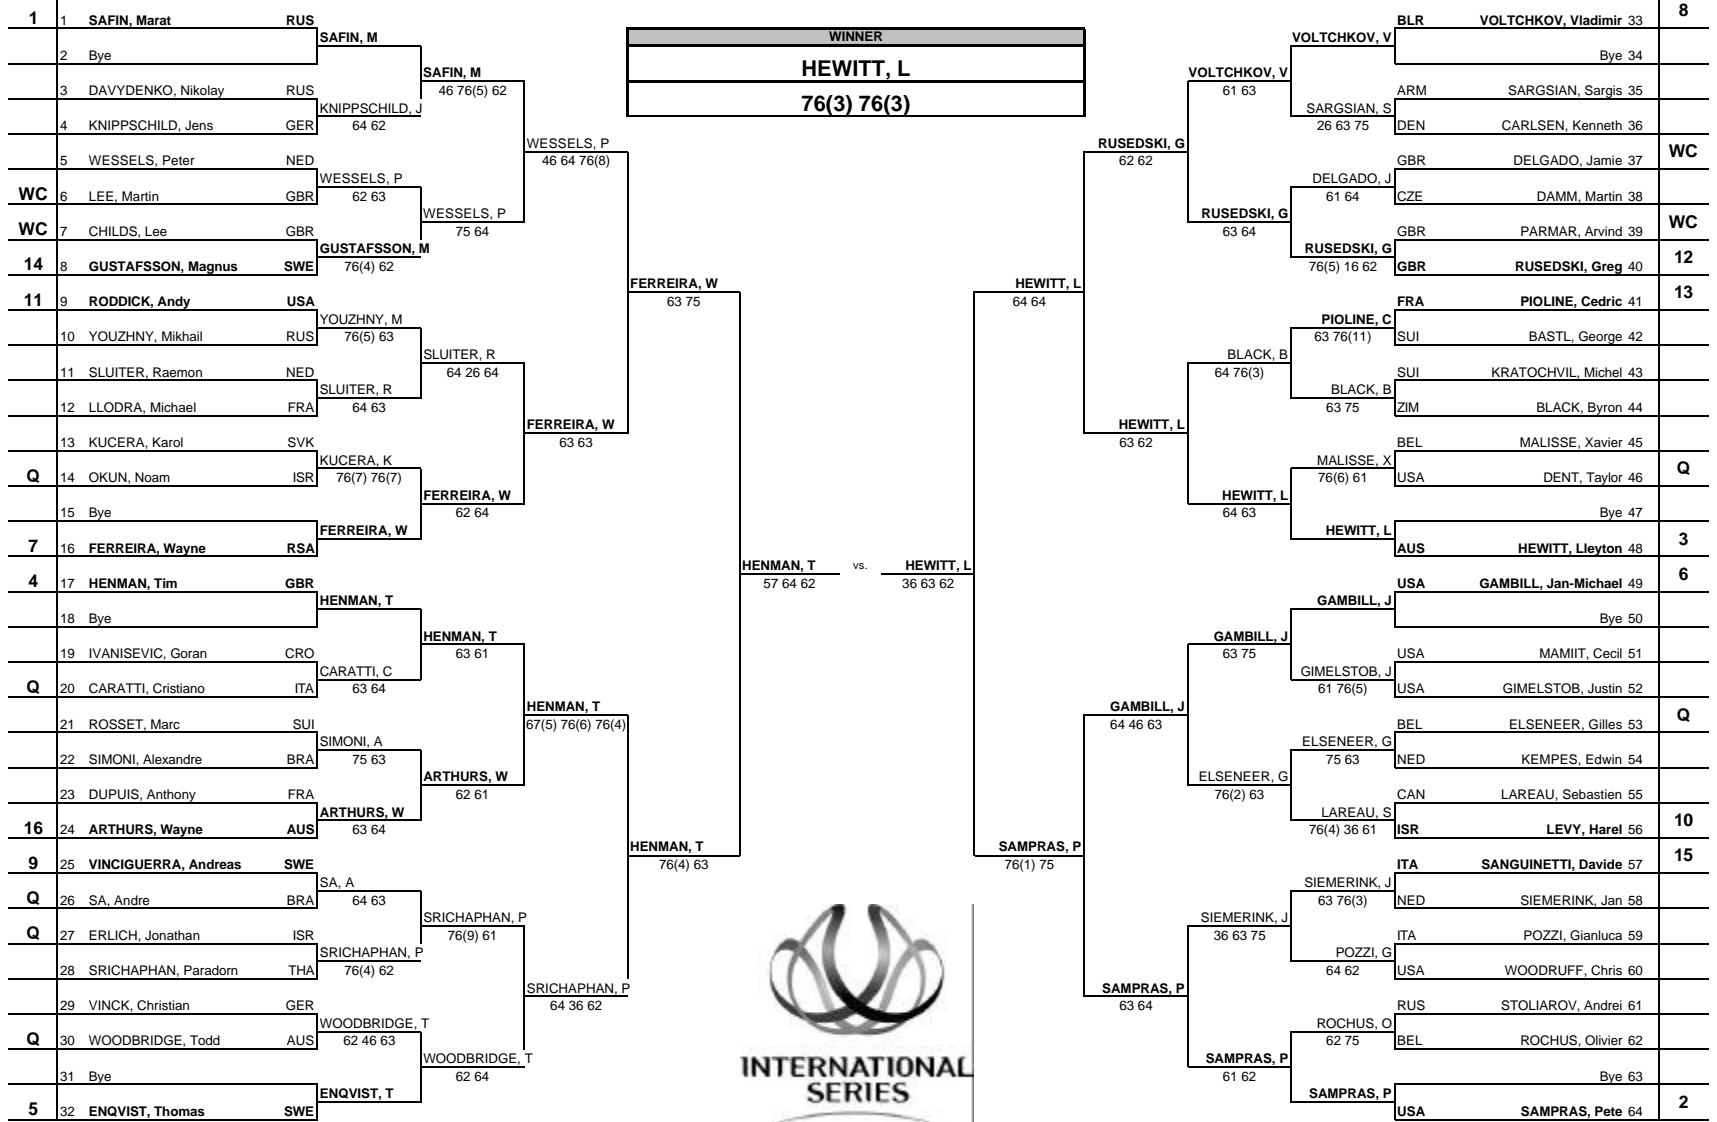 1 1 SAFIN, Marat RUS
2 Bye
3 DAVYDENKO, Nikolay RUS
4 KNIPPSCHILD, Jens GER
5 WESSELS, Peter NED
WC 6 LEE, Martin GBR
WC 7 CHILDS, Lee GBR
14 8 GUSTAFSSON, Magnus SWE
11 9 RODDICK, Andy USA
10 YOUZHNY, Mikhail RUS
11 SLUITER, Raemon NED
12 LLODRA, Michael FRA
13 KUCERA, Karol SVK
Q 14 OKUN, Noam ISR
15 Bye
7 16 FERREIRA, Wayne RSA
4 17 HENMAN, Tim GBR
18 Bye
19 IVANISEVIC, Goran CRO
Q 20 CARATTI, Cristiano ITA
21 ROSSET, Marc SUI
22 SIMONI, Alexandre BRA
23 DUPUIS, Anthony FRA
16 24 ARTHURS, Wayne AUS
9 25 VINCIGUERRA, Andreas SWE
Q 26 SA, Andre BRA
Q 27 ERLICH, Jonathan ISR
28 SRICHAPHAN, Paradorn THA
29 VINCK, Christian GER
Q 30 WOODBRIDGE, Todd AUS
31 Bye
5 32 ENQVIST, Thomas SWE
SAFIN, M
KNIPPSCHILD, J
64 62
WESSELS, P
62 63
GUSTAFSSON, M
76(4) 62
YOUZHNY, M
76(5) 63
SLUITER, R
64 63
KUCERA, K
76(7) 76(7)
FERREIRA, W
HENMAN, T
CARATTI, C
63 64
SIMONI, A
75 63
ARTHURS, W
63 64
SA, A
64 63
SRICHAPHAN, P
76(4) 62
WOODBRIDGE, T
62 46 63
ENQVIST, T
SAFIN, M
46 76(5) 62
WESSELS, P
75 64
SLUITER, R
64 26 64
FERREIRA, W
62 64
HENMAN, T
63 61
ARTHURS, W
62 61
SRICHAPHAN, P
76(9) 61
WOODBRIDGE, T
62 64
WESSELS, P
46 64 76(8)
FERREIRA, W
63 63
HENMAN, T
67(5) 76(6) 76(4)
SRICHAPHAN, P
64 36 62
FERREIRA, W
63 75
HENMAN, T
76(4) 63
WINNER
HEWITT, L
76(3) 76(3)
HENMAN, T
57 64 62
vs.
HEWITT, L
36 63 62
INTERNATIONAL
SERIES
HEWITT, L
64 64
SAMPRAS, P
76(1) 75
RUSEDSKI, G
62 62
HEWITT, L
63 62
GAMBILL, J
64 46 63
SAMPRAS, P
63 64
VOLTCHKOV, V
61 63
RUSEDSKI, G
63 64
BLACK, B
64 76(3)
HEWITT, L
64 63
GAMBILL, J
63 75
ELSENEER, G
76(2) 63
SIEMERINK, J
36 63 75
SAMPRAS, P
61 62
VOLTCHKOV, V
SARGSIAN, S
26 63 75
DELGADO, J
61 64
RUSEDSKI, G
76(5) 16 62
PIOLINE, C
63 76(11)
BLACK, B
63 75
MALISSE, X
76(6) 61
HEWITT, L
GAMBILL, J
GIMELSTOB, J
61 76(5)
ELSENEER, G
75 63
LAREAU, S
76(4) 36 61
SIEMERINK, J
63 76(3)
POZZI, G
64 62
ROCHUS, O
62 75
SAMPRAS, P
BLR VOLTCHKOV, Vladimir 33 8
Bye 34
ARM SARGSIAN, Sargis 35
DEN CARLSEN, Kenneth 36
GBR DELGADO, Jamie 37 WC
CZE DAMM, Martin 38
GBR PARMAR, Arvind 39 WC
GBR RUSEDSKI, Greg 40 12
FRA PIOLINE, Cedric 41 13
SUI BASTL, George 42
SUI KRATOCHVIL, Michel 43
ZIM BLACK, Byron 44
BEL MALISSE, Xavier 45
USA DENT, Taylor 46 Q
Bye 47
AUS HEWITT, Lleyton 48 3
USA GAMBILL, Jan-Michael 49 6
Bye 50
USA MAMIIT, Cecil 51
USA GIMELSTOB, Justin 52
BEL ELSENEER, Gilles 53 Q
NED KEMPES, Edwin 54
CAN LAREAU, Sebastien 55
ISR LEVY, Harel 56 10
ITA SANGUINETTI, Davide 57 15
NED SIEMERINK, Jan 58
ITA POZZI, Gianluca 59
USA WOODRUFF, Chris 60
RUS STOLIAROV, Andrei 61
BEL ROCHUS, Olivier 62
Bye 63
USA SAMPRAS, Pete 64 2